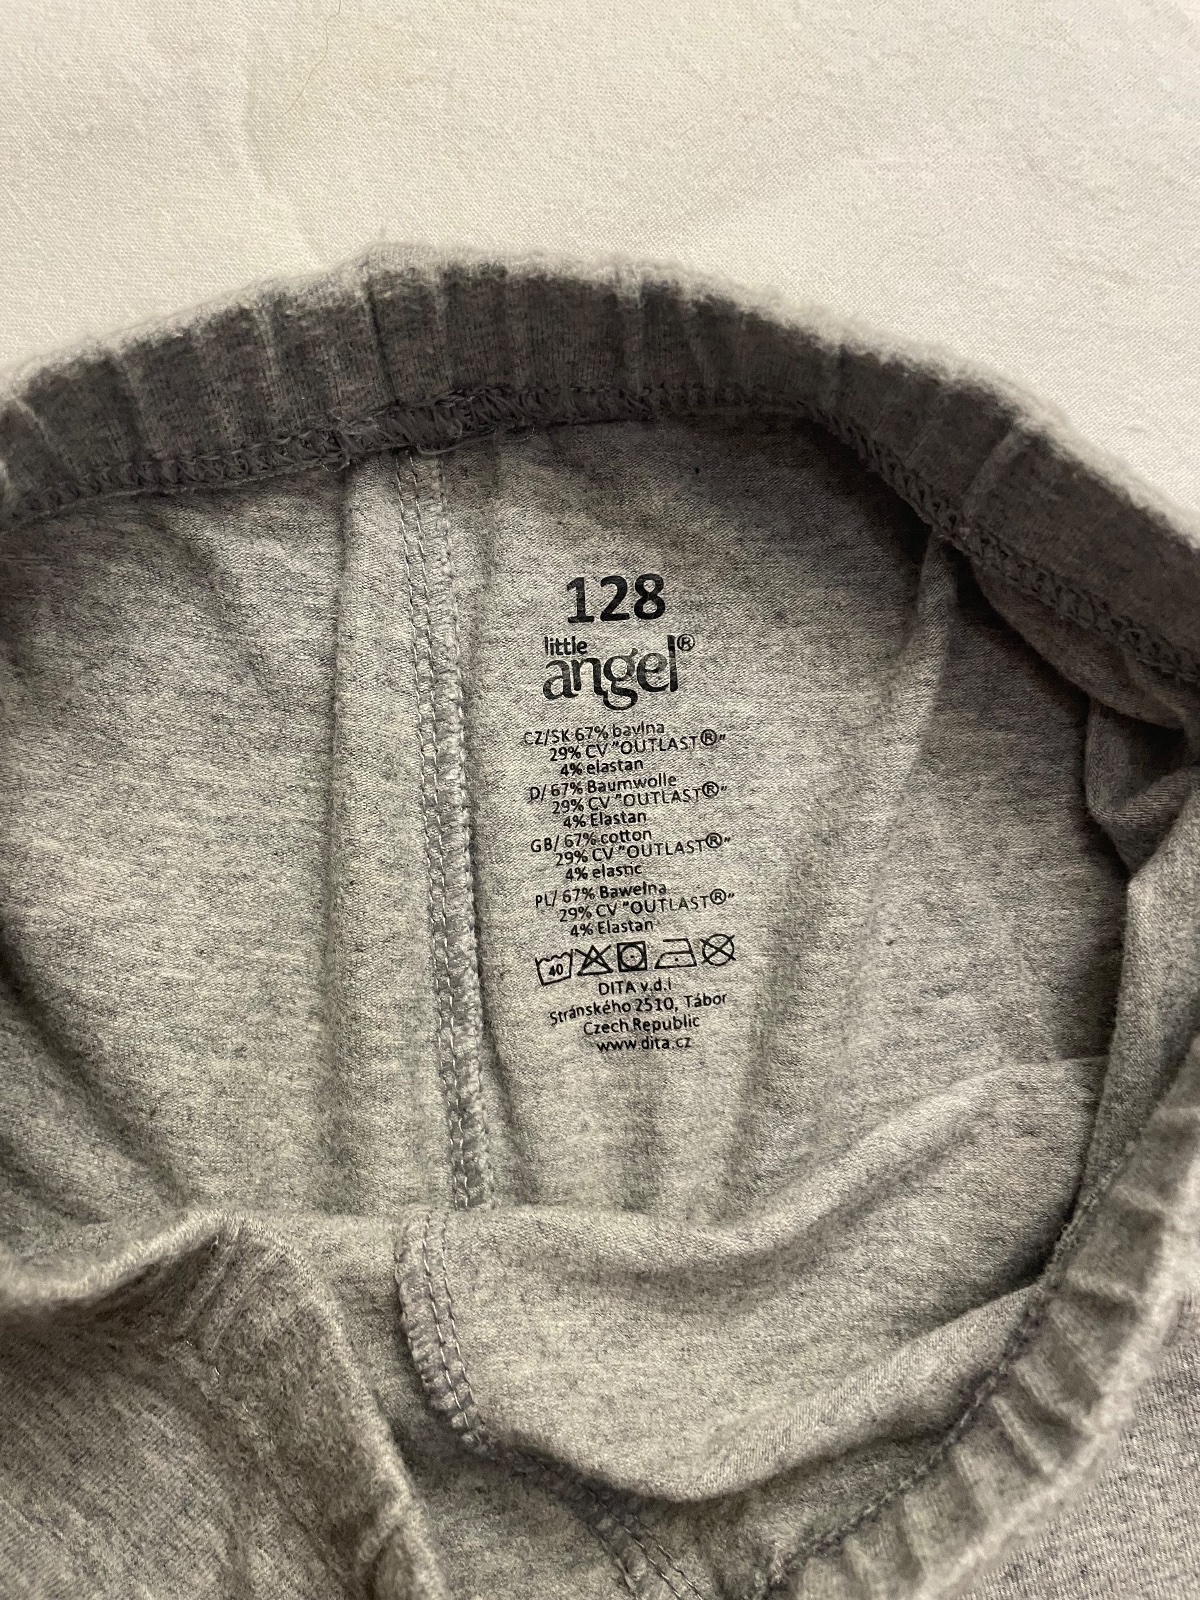 128
little
angel®
CZ/SK 67% bavlna
29% CV "OUTLAST®"
4% elastan
D/ 67% Baumwolle
29% CV "OUTLAST®"
4% Elastan
GB/ 67% cotton
29% CV "OUTLAST®"
4% elastic
PL/ 67% Bawełna
29% CV "OUTLAST®"
4% Elastan
40
DITA v.d.i
Stránského 2510, Tábor
Czech Republic
www.dita.cz